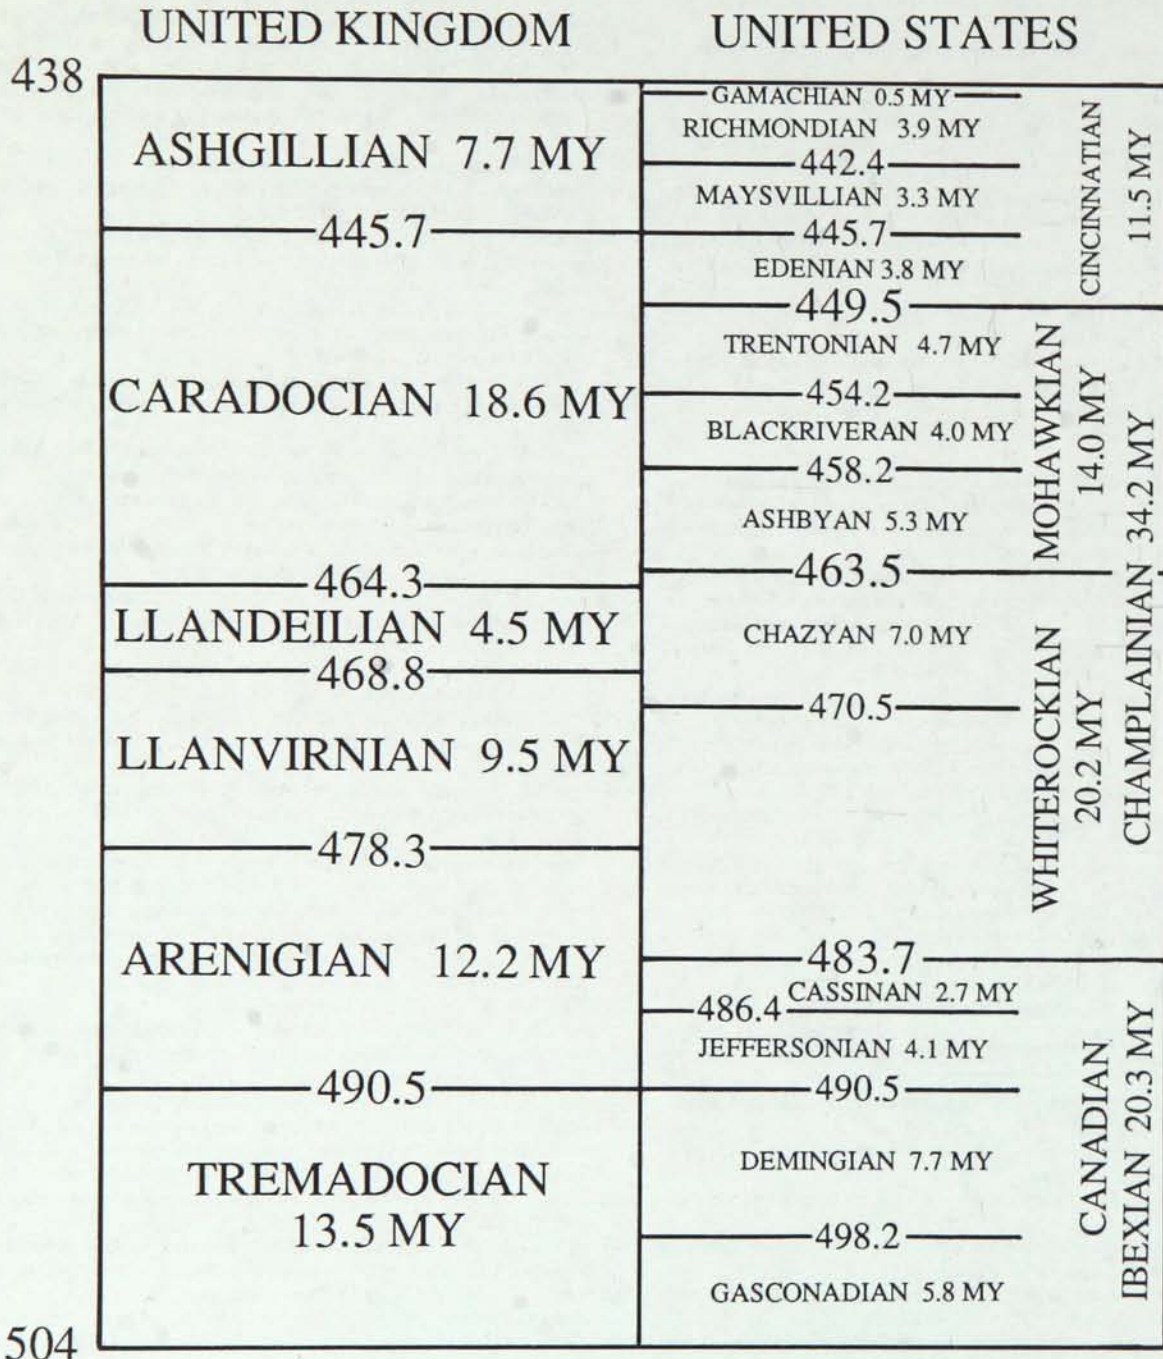 UNITED KINGDOM
UNITED STATES
438
ASHGILLIAN 7.7 MY
445.7
CARADOCIAN 18.6 MY
464.3
LLANDEILIAN 4.5 MY
468.8
LLANVIRNIAN 9.5 MY
478.3
ARENIGIAN 12.2 MY
490.5
TREMADOCIAN
13.5 MY
504
GAMACHIAN 0.5 MY
RICHMONDIAN 3.9 MY
442.4
MAYSVILLIAN 3.3 MY
445.7
EDENIAN 3.8 MY
449.5
TRENTONIAN 4.7 MY
454.2
BLACKRIVERAN 4.0 MY
458.2
ASHBYAN 5.3 MY
463.5
CHAZYAN 7.0 MY
470.5
483.7
CASSINAN 2.7 MY
486.4
JEFFERSONIAN 4.1 MY
490.5
DEMINGIAN 7.7 MY
498.2
GASCONADIAN 5.8 MY
CINCINNATIAN
11.5 MY
MOHAWKIAN
14.0 MY
WHITEROCKIAN
20.2 MY
CHAMPLAINIAN 34.2 MY
CANADIAN
IBEXIAN 20.3 MY